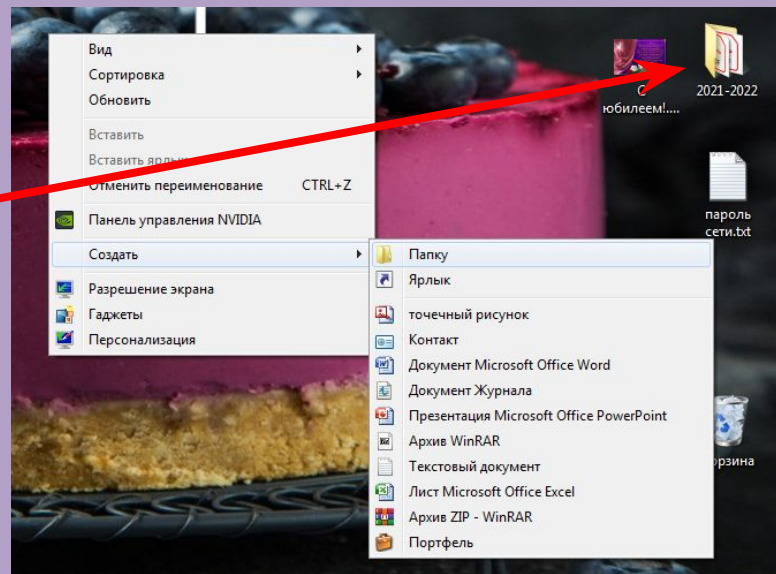 Вид
Сортировка
Обновить
Вставить
Вставить
Отменить переименование CTRL+Z
Панель управления NVIDIA
Создать
Разрешение экрана
Гаджеты
Персонализация
Папку
Ярлык
точечный рисунок
Контакт
Документ Microsoft Office Word
Документ Журнала
Презентация Microsoft Office PowerPoint
Архив WinRAR
Текстовый документ
Лист Microsoft Office Excel
Архив ZIP - WinRAR
Портфель
С
юбилеем!....
2021-2022
пароль
сети.txt